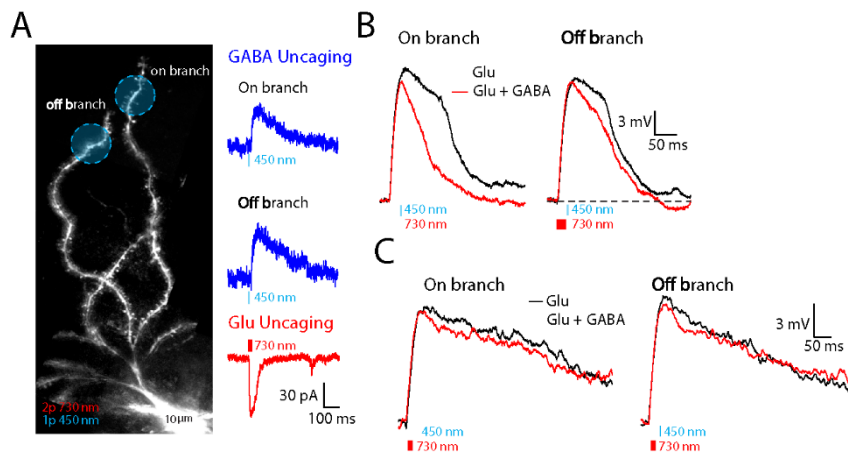 A
on branch
off branch
2p 730 nm
1p 450 nm
10 µm
GABA Uncaging
On branch
450 nm
Off branch
450 nm
Glu Uncaging
730 nm
30 pA
100 ms
B
On branch
Off branch
Glu
Glu + GABA
3 mV
50 ms
450 nm
730 nm
450 nm
730 nm
C
On branch
Off branch
Glu
Glu + GABA
3 mV
50 ms
450 nm
730 nm
450 nm
730 nm